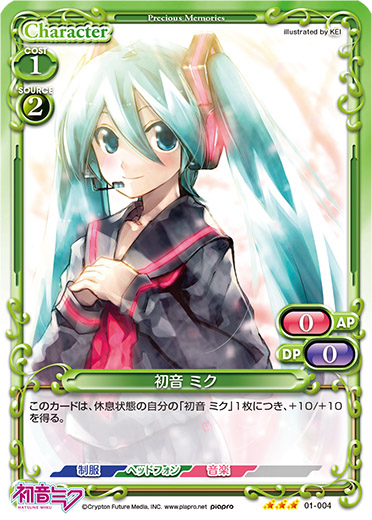 Precious Memories
Character
illustrated by KEI
COST
1
SOURCE
2
0 AP
DP 0
初音 ミク
このカードは、休息状態の自分の「初音 ミク」1枚につき、+10/+10
を得る。
制服 ヘッドフォン 音楽
初音ミク
HATSUNE MIKU
©Crypton Future Media, INC. www.piapro.net piapro
01-004